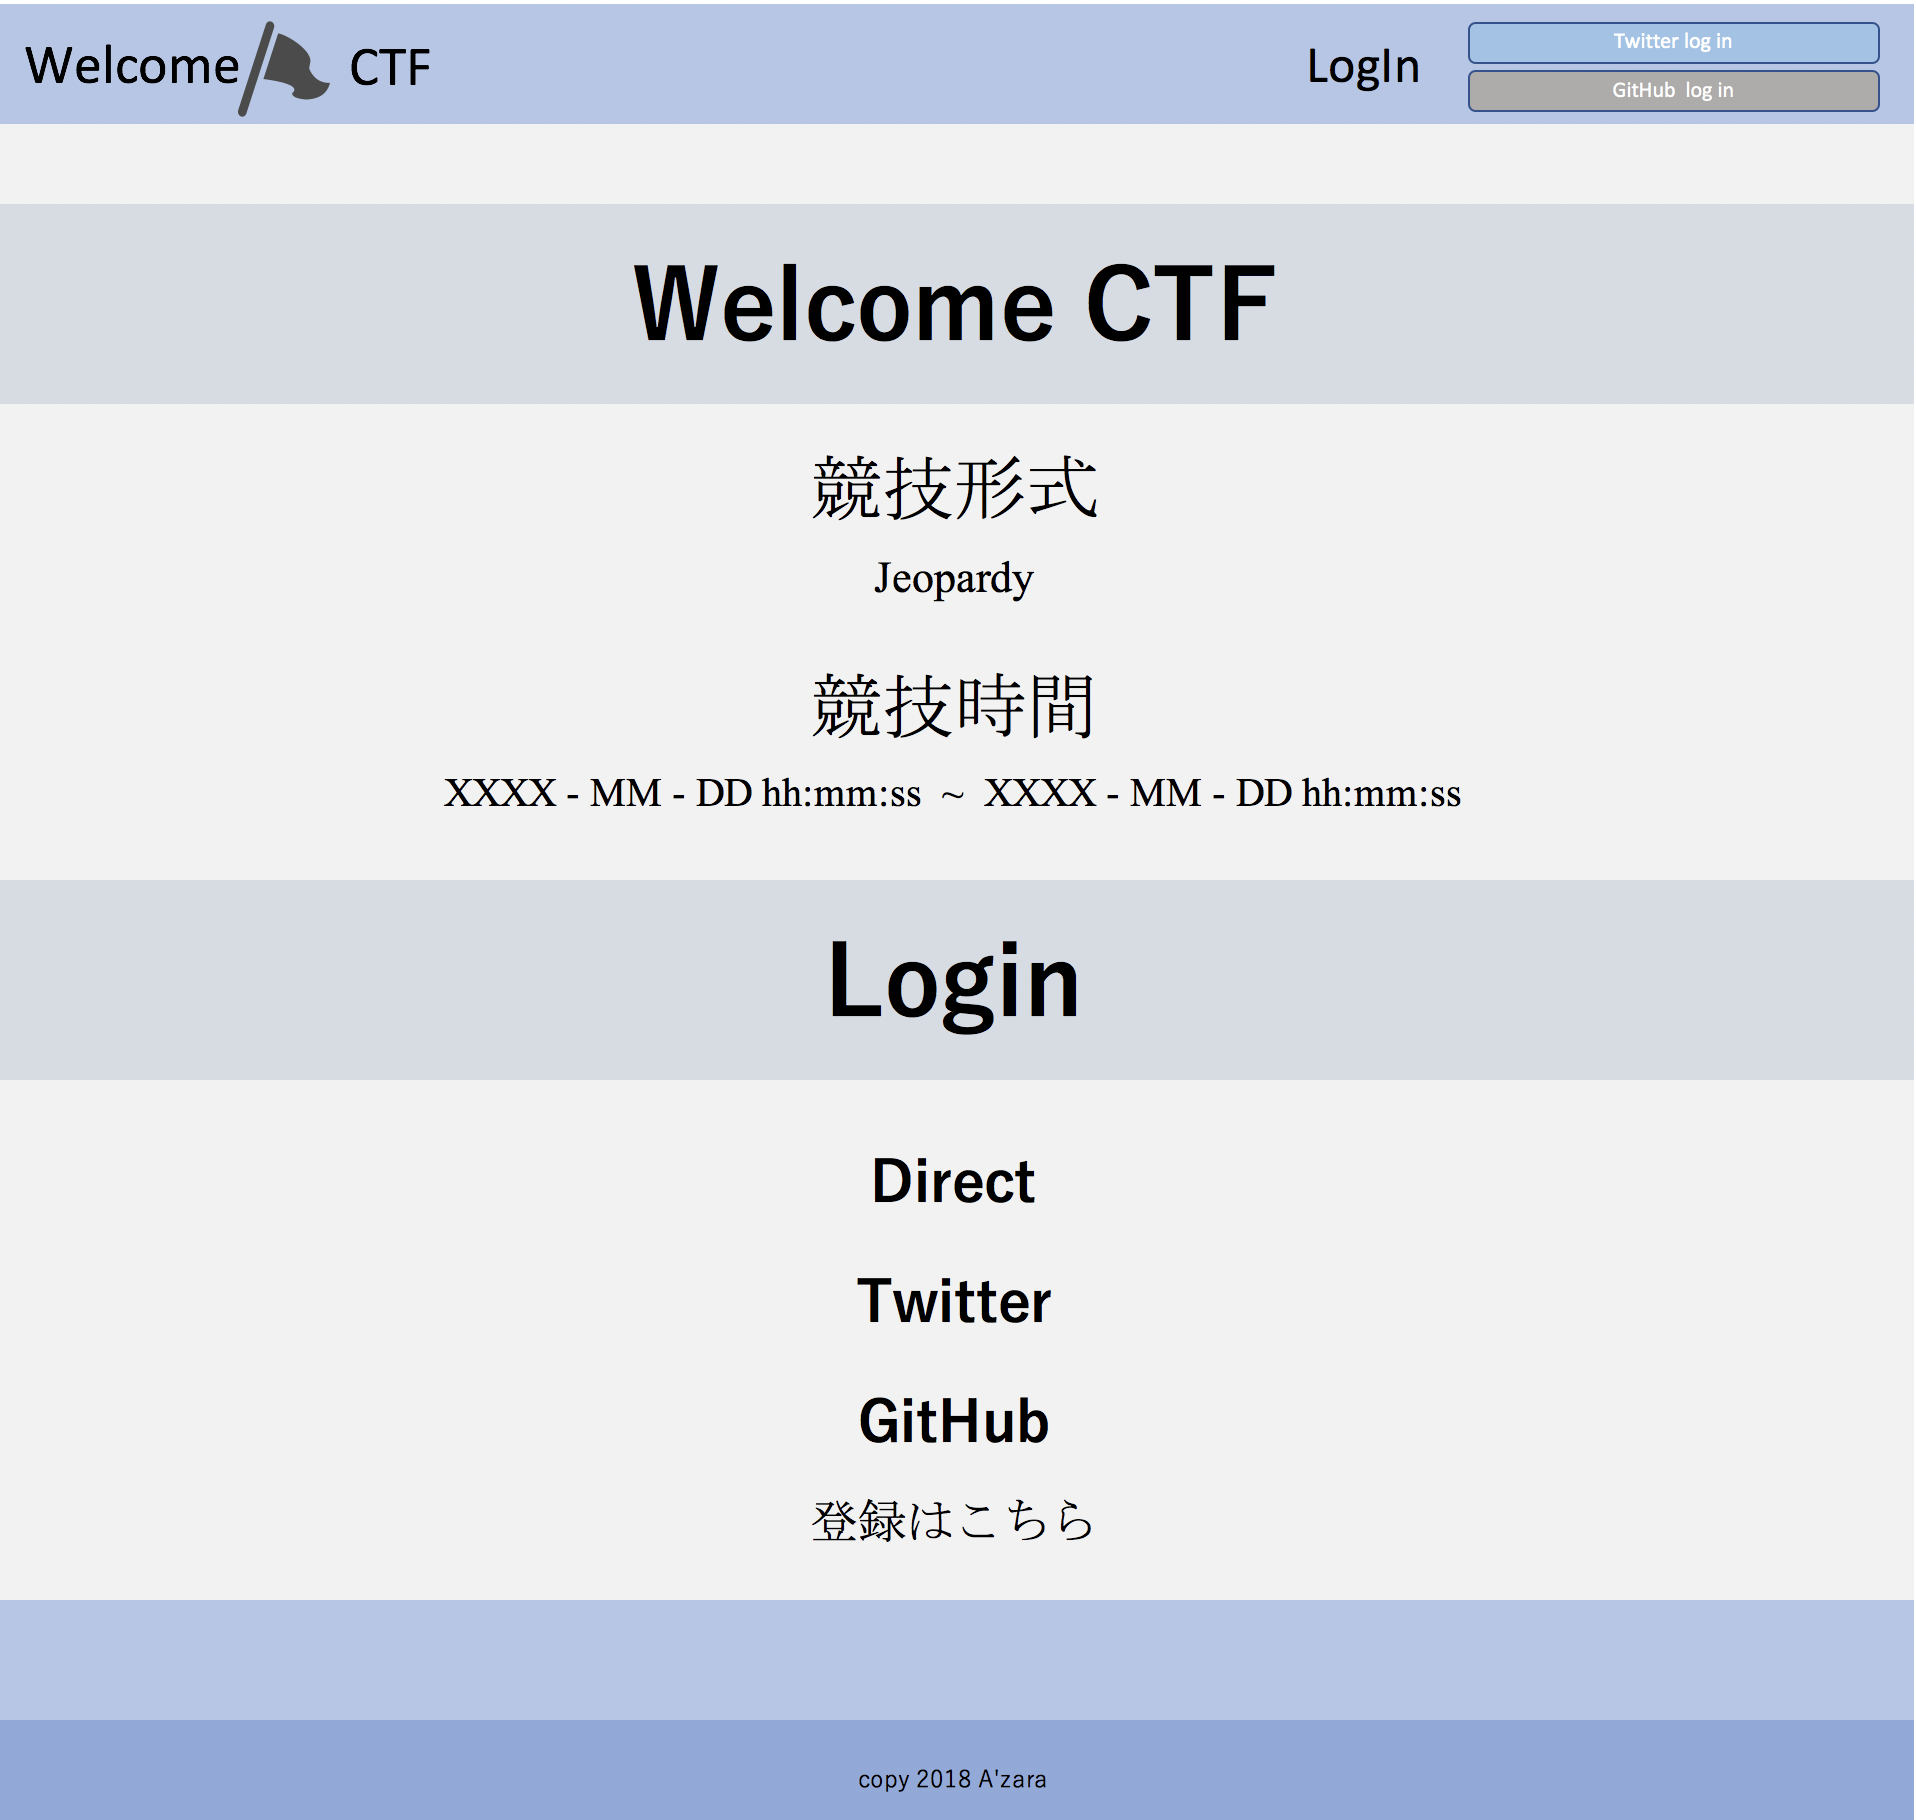 Welcome CTF
LogIn
Twitter log in
GitHub  log in
Welcome CTF
競技形式
Jeopardy
競技時間
XXXX - MM - DD hh:mm:ss  ~  XXXX - MM - DD hh:mm:ss
Login
Direct
Twitter
GitHub
登録はこちら
copy 2018 A'zara